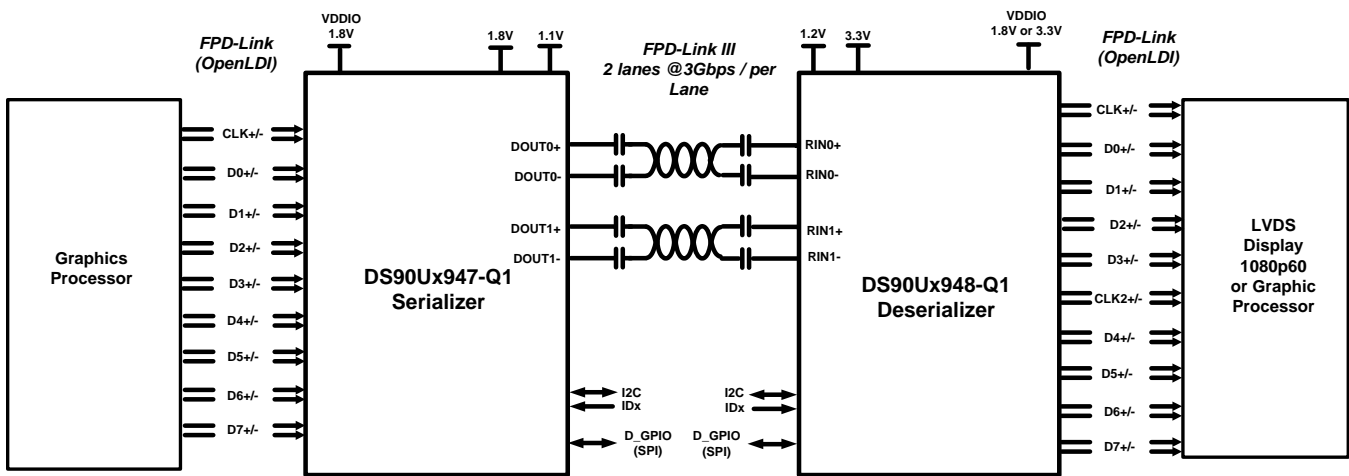 FPD-Link
(OpenLDI)
VDDIO
1.8V
1.8V
1.1V
FPD-Link III
2 lanes @3Gbps / per
Lane
1.2V
3.3V
VDDIO
1.8V or 3.3V
FPD-Link
(OpenLDI)
Graphics
Processor
CLK+/-
D0+/-
D1+/-
D2+/-
D3+/-
D4+/-
D5+/-
D6+/-
D7+/-
DS90Ux947-Q1
Serializer
DOUT0+
DOUT0-
DOUT1+
DOUT1-
RIN0+
RIN0-
RIN1+
RIN1-
I2C
IDx
D_GPIO
(SPI)
I2C
IDx
D_GPIO
(SPI)
DS90Ux948-Q1
Deserializer
CLK+/-
D0+/-
D1+/-
D2+/-
D3+/-
CLK2+/-
D4+/-
D5+/-
D6+/-
D7+/-
LVDS
Display
1080p60
or Graphic
Processor